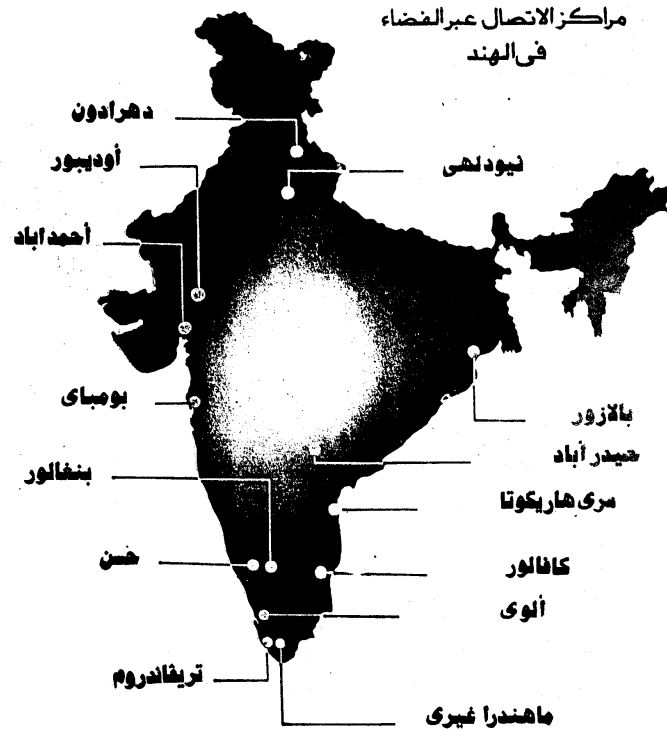 مراكز الاتصال عبر الفضاء
فى الهند
دهرادون
أوديبور
نيودلهى
أحمداباد
بومباى
بالازور
حيدر أباد
بنغالور
سرى هاريكوتا
حسن
كافالور
ألوى
تريفاندروم
ماهندرا غيرى